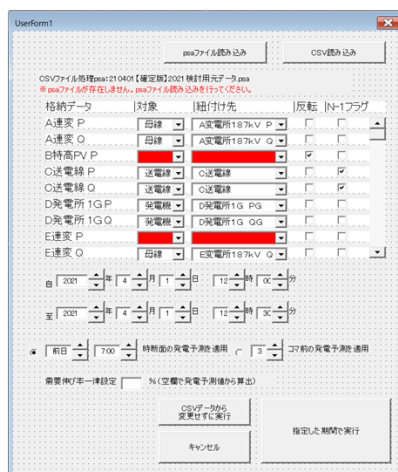 UserForm1
psaファイル読み込み CSV読み込み
CSVファイル処理psa:210401【確定版】2021検討用元データ.psa
※psaファイルが存在しません。psaファイル読み込みを行ってください。
格納データ |対象 |紐付け先 |反転 |N-1フラグ
A連変 P 母線 A変電所187kV P
A連変 Q 母線 A変電所187kV Q
B特高PV P
C送電線 P 送電線 C送電線
C送電線 Q 送電線 C送電線
D発電所 1G P 発電機 D発電所1G PG
D発電所 1G Q 発電機 D発電所1G QG
E連変 P
E連変 Q 母線 E変電所187kV Q
自 2021 年 4 月 1 日 12 時 00 分
至 2021 年 4 月 1 日 12 時 30 分
前日 7:00 時断面の発電予測を適用 3 コマ前の発電予測を適用
需要伸び率一律設定 %(空欄で発電予測値から算出)
CSVデータから
変更せずに実行
指定した期間で実行
キャンセル